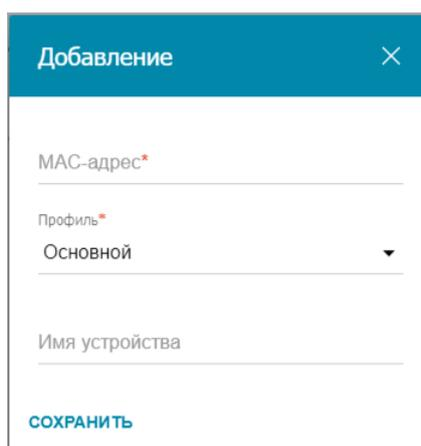 Добавление
MAC-адрес*
Профиль*
Основной
Имя устройства
СОХРАНИТЬ